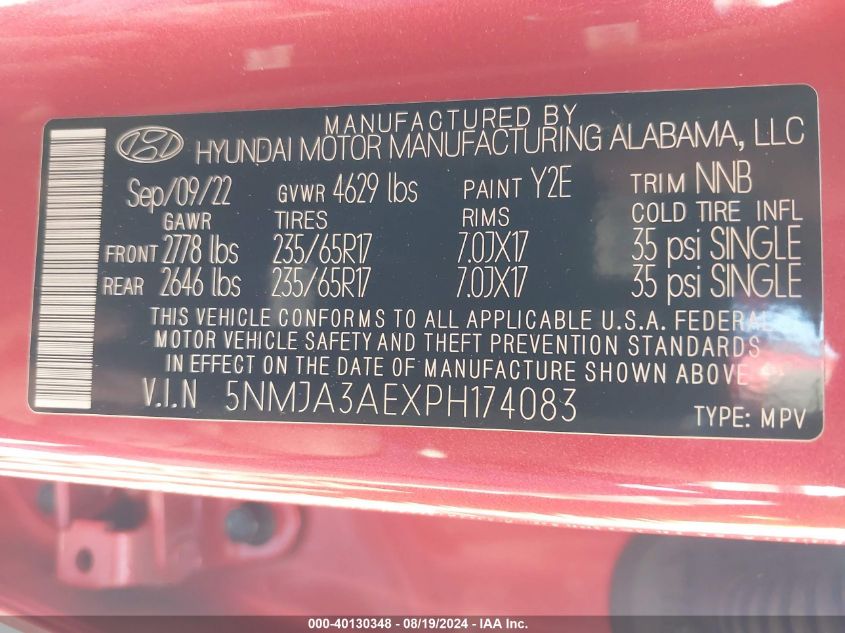 MANUFACTURED BY
HYUNDAI MOTOR MANUFACTURING ALABAMA, LLC
Sep/09/22 GVWR 4629 lbs PAINT Y2E TRIM NNB
GAWR TIRES RIMS COLD TIRE INFL
FRONT 2778 lbs 235/65R17 7.0JX17 35 psi SINGLE
REAR 2646 lbs 235/65R17 7.0JX17 35 psi SINGLE
THIS VEHICLE CONFORMS TO ALL APPLICABLE U.S.A. FEDERAL
MOTOR VEHICLE SAFETY AND THEFT PREVENTION STANDARDS
IN EFFECT ON THE DATE OF MANUFACTURE SHOWN ABOVE
V.I.N 5NMJA3AEXPH174083 TYPE: MPV
000-40130348 - 08/19/2024 - IAA Inc.